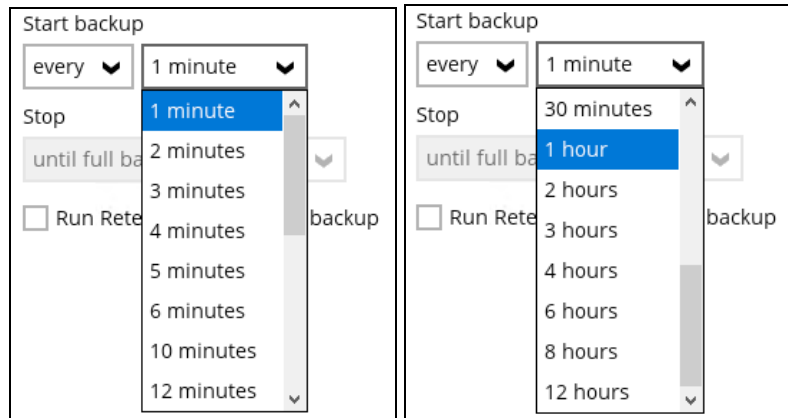 Start backup
every 1 minute
1 minute
Stop
2 minutes
until full ba
3 minutes
Run Rete backup
4 minutes
5 minutes
6 minutes
10 minutes
12 minutes
Start backup
every 1 minute
30 minutes
Stop
1 hour
until full ba
2 hours
Run Rete backup
3 hours
4 hours
6 hours
8 hours
12 hours